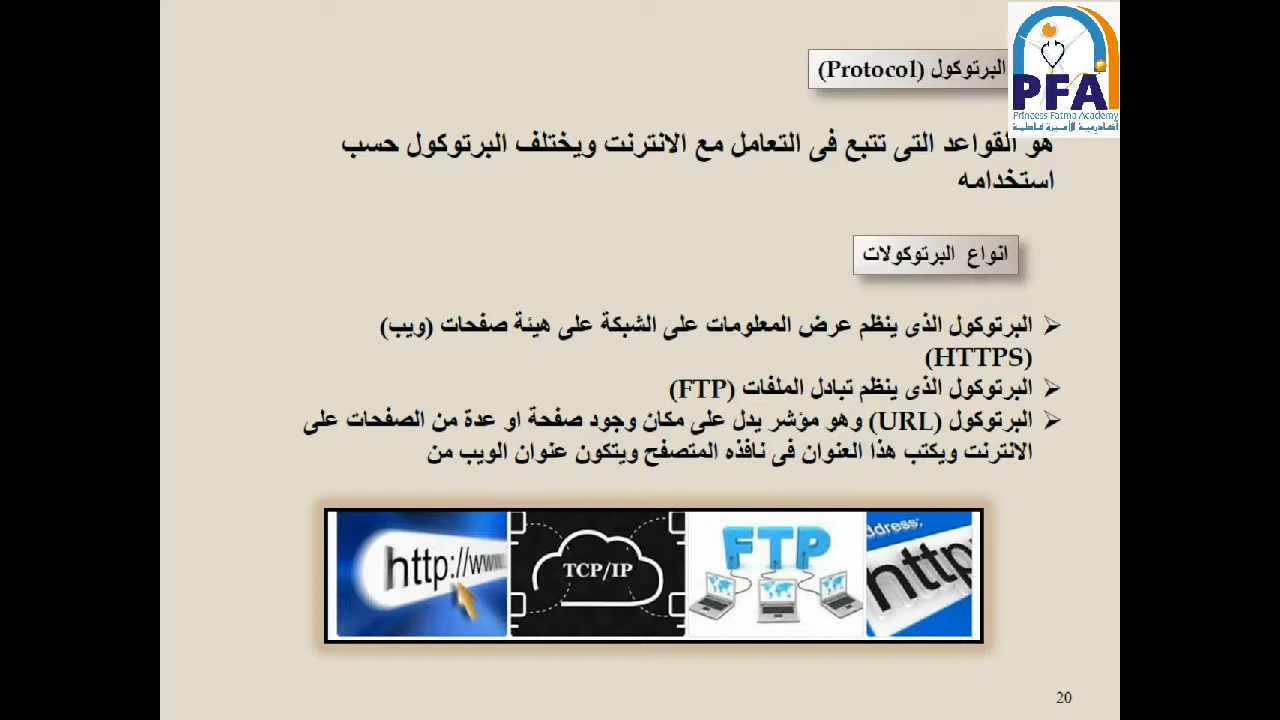 PFA
Princess Fatma Academy
أكاديمية الأميرة فاطمة
البرتوكول (Protocol)
هو القواعد التى تتبع فى التعامل مع الانترنت ويختلف البرتوكول حسب
استخدامه
انواع البرتوكولات
البرتوكول الذى ينظم عرض المعلومات على الشبكة على هيئة صفحات (ويب)
(HTTPS)
البرتوكول الذى ينظم تبادل الملفات (FTP)
البرتوكول (URL) وهو مؤشر يدل على مكان وجود صفحة او عدة من الصفحات على
الانترنت ويكتب هذا العنوان فى نافذه المتصفح ويتكون عنوان الويب من
http://www.
TCP/IP
FTP
ddress:
http
20